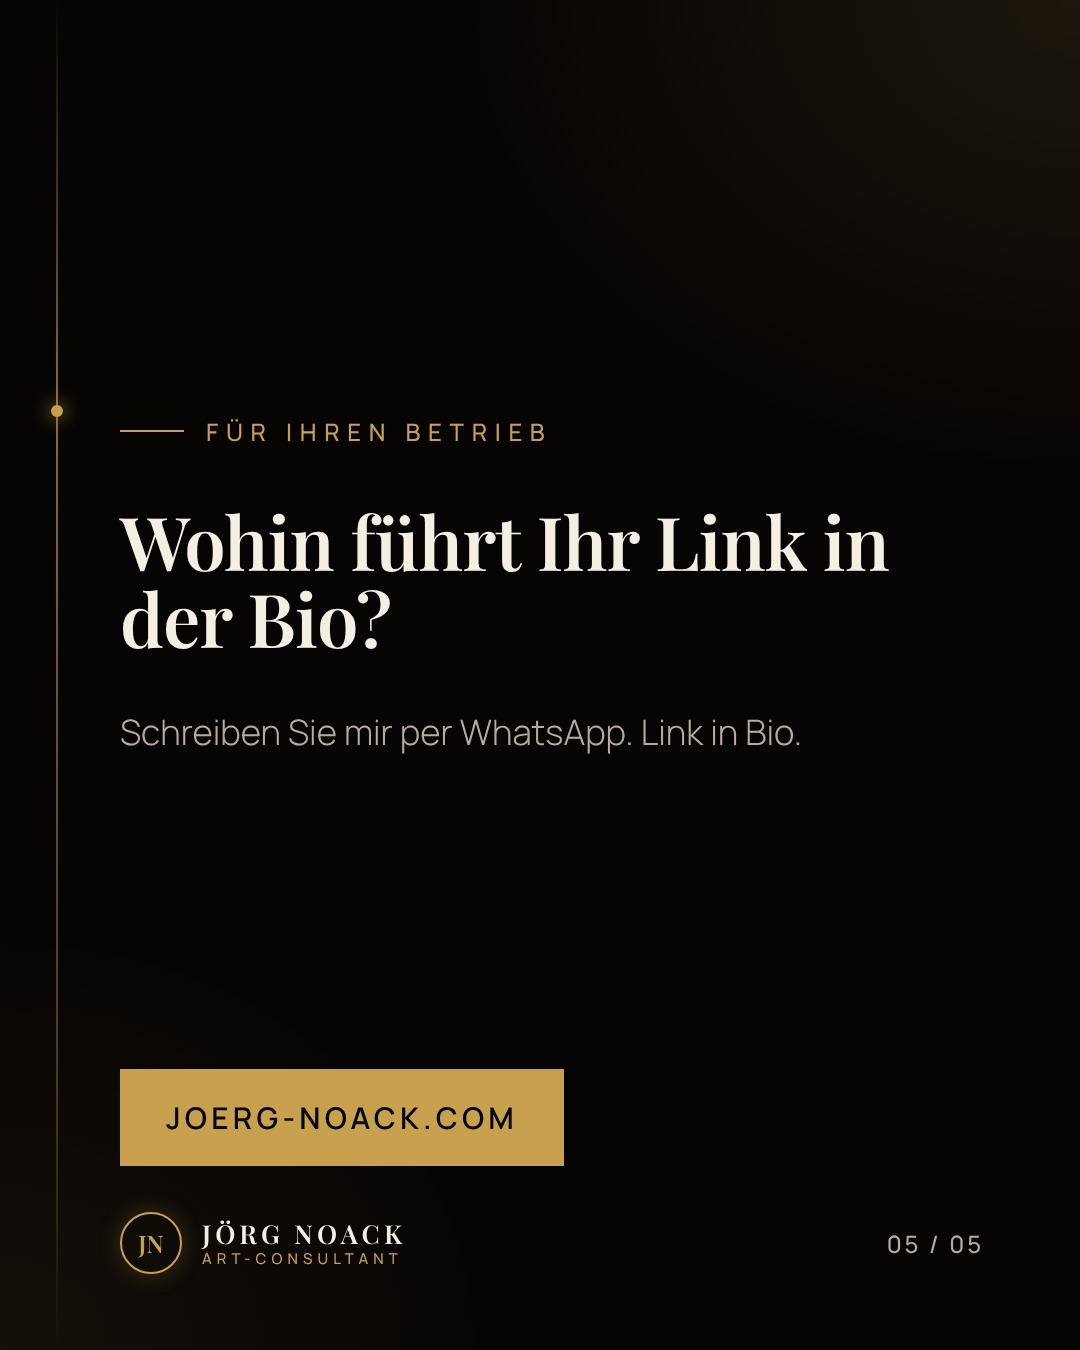 FÜR IHREN BETRIEB
Wohin führt Ihr Link in
der Bio?
Schreiben Sie mir per WhatsApp. Link in Bio.
JOERG-NOACK.COM
JN
JÖRG NOACK
ART-CONSULTANT
05 / 05